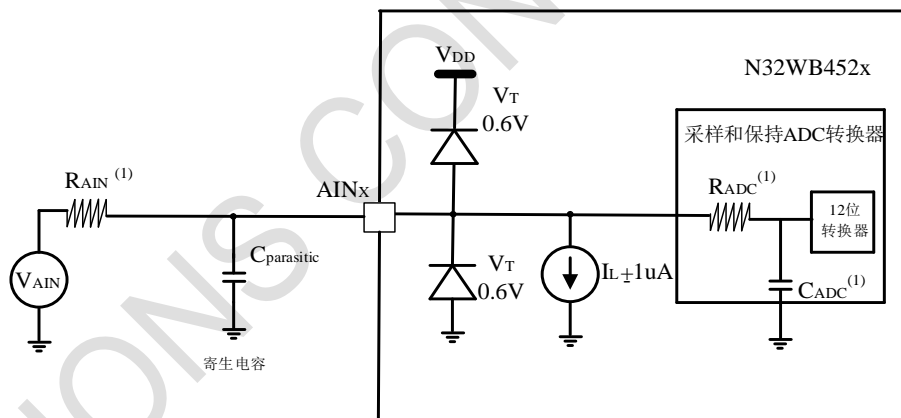 VDD
N32WB452x
VT
0.6V
采样和保持ADC转换器
RAIN(1)
AINX
RADC(1)
12位
转换器
Cparasitic
VT
0.6V
VAIN
IL±1uA
CADC(1)
寄生电容
IONS CON